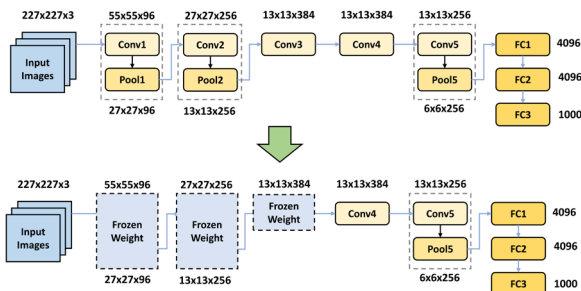 227x227x3
55x55x96
27x27x256
13x13x384
13x13x384
13x13x256
Input
Images
Conv1
Pool1
27x27x96
Conv2
Pool2
13x13x256
Conv3
Conv4
Conv5
Pool5
6x6x256
FC1
4096
FC2
4096
FC3
1000
227x227x3
55x55x96
27x27x256
13x13x384
13x13x384
13x13x256
Input
Images
Frozen
Weight
27x27x96
Frozen
Weight
13x13x256
Frozen
Weight
Conv4
Conv5
Pool5
6x6x256
FC1
4096
FC2
4096
FC3
1000